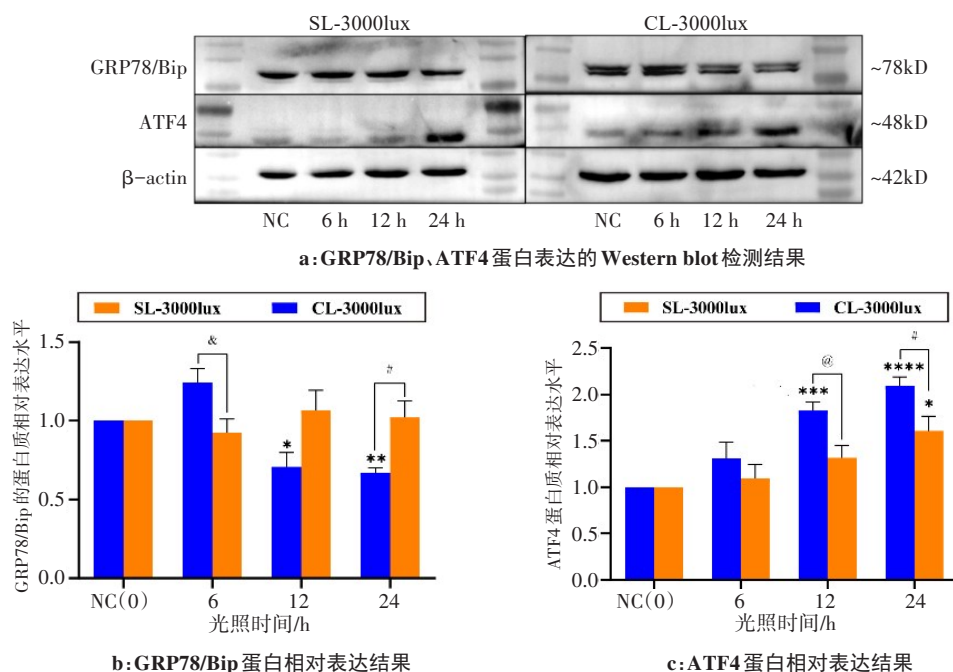 SL-3000lux CL-3000lux
GRP78/Bip ~78kD
ATF4 ~48kD
β-actin ~42kD
NC 6 h 12 h 24 h NC 6 h 12 h 24 h
a:GRP78/Bip、ATF4蛋白表达的Western blot检测结果
SL-3000lux CL-3000lux
GRP78/Bip的蛋白质相对表达水平
1.5
1.0
0.5
0.0
&
*
**
#
NC(0) 6 12 24
光照时间/h
b:GRP78/Bip蛋白相对表达结果
SL-3000lux CL-3000lux
ATF4蛋白质相对表达水平
2.5
2.0
1.5
1.0
0.5
0.0
@
***
#
****
*
NC(0) 6 12 24
光照时间/h
c:ATF4蛋白相对表达结果